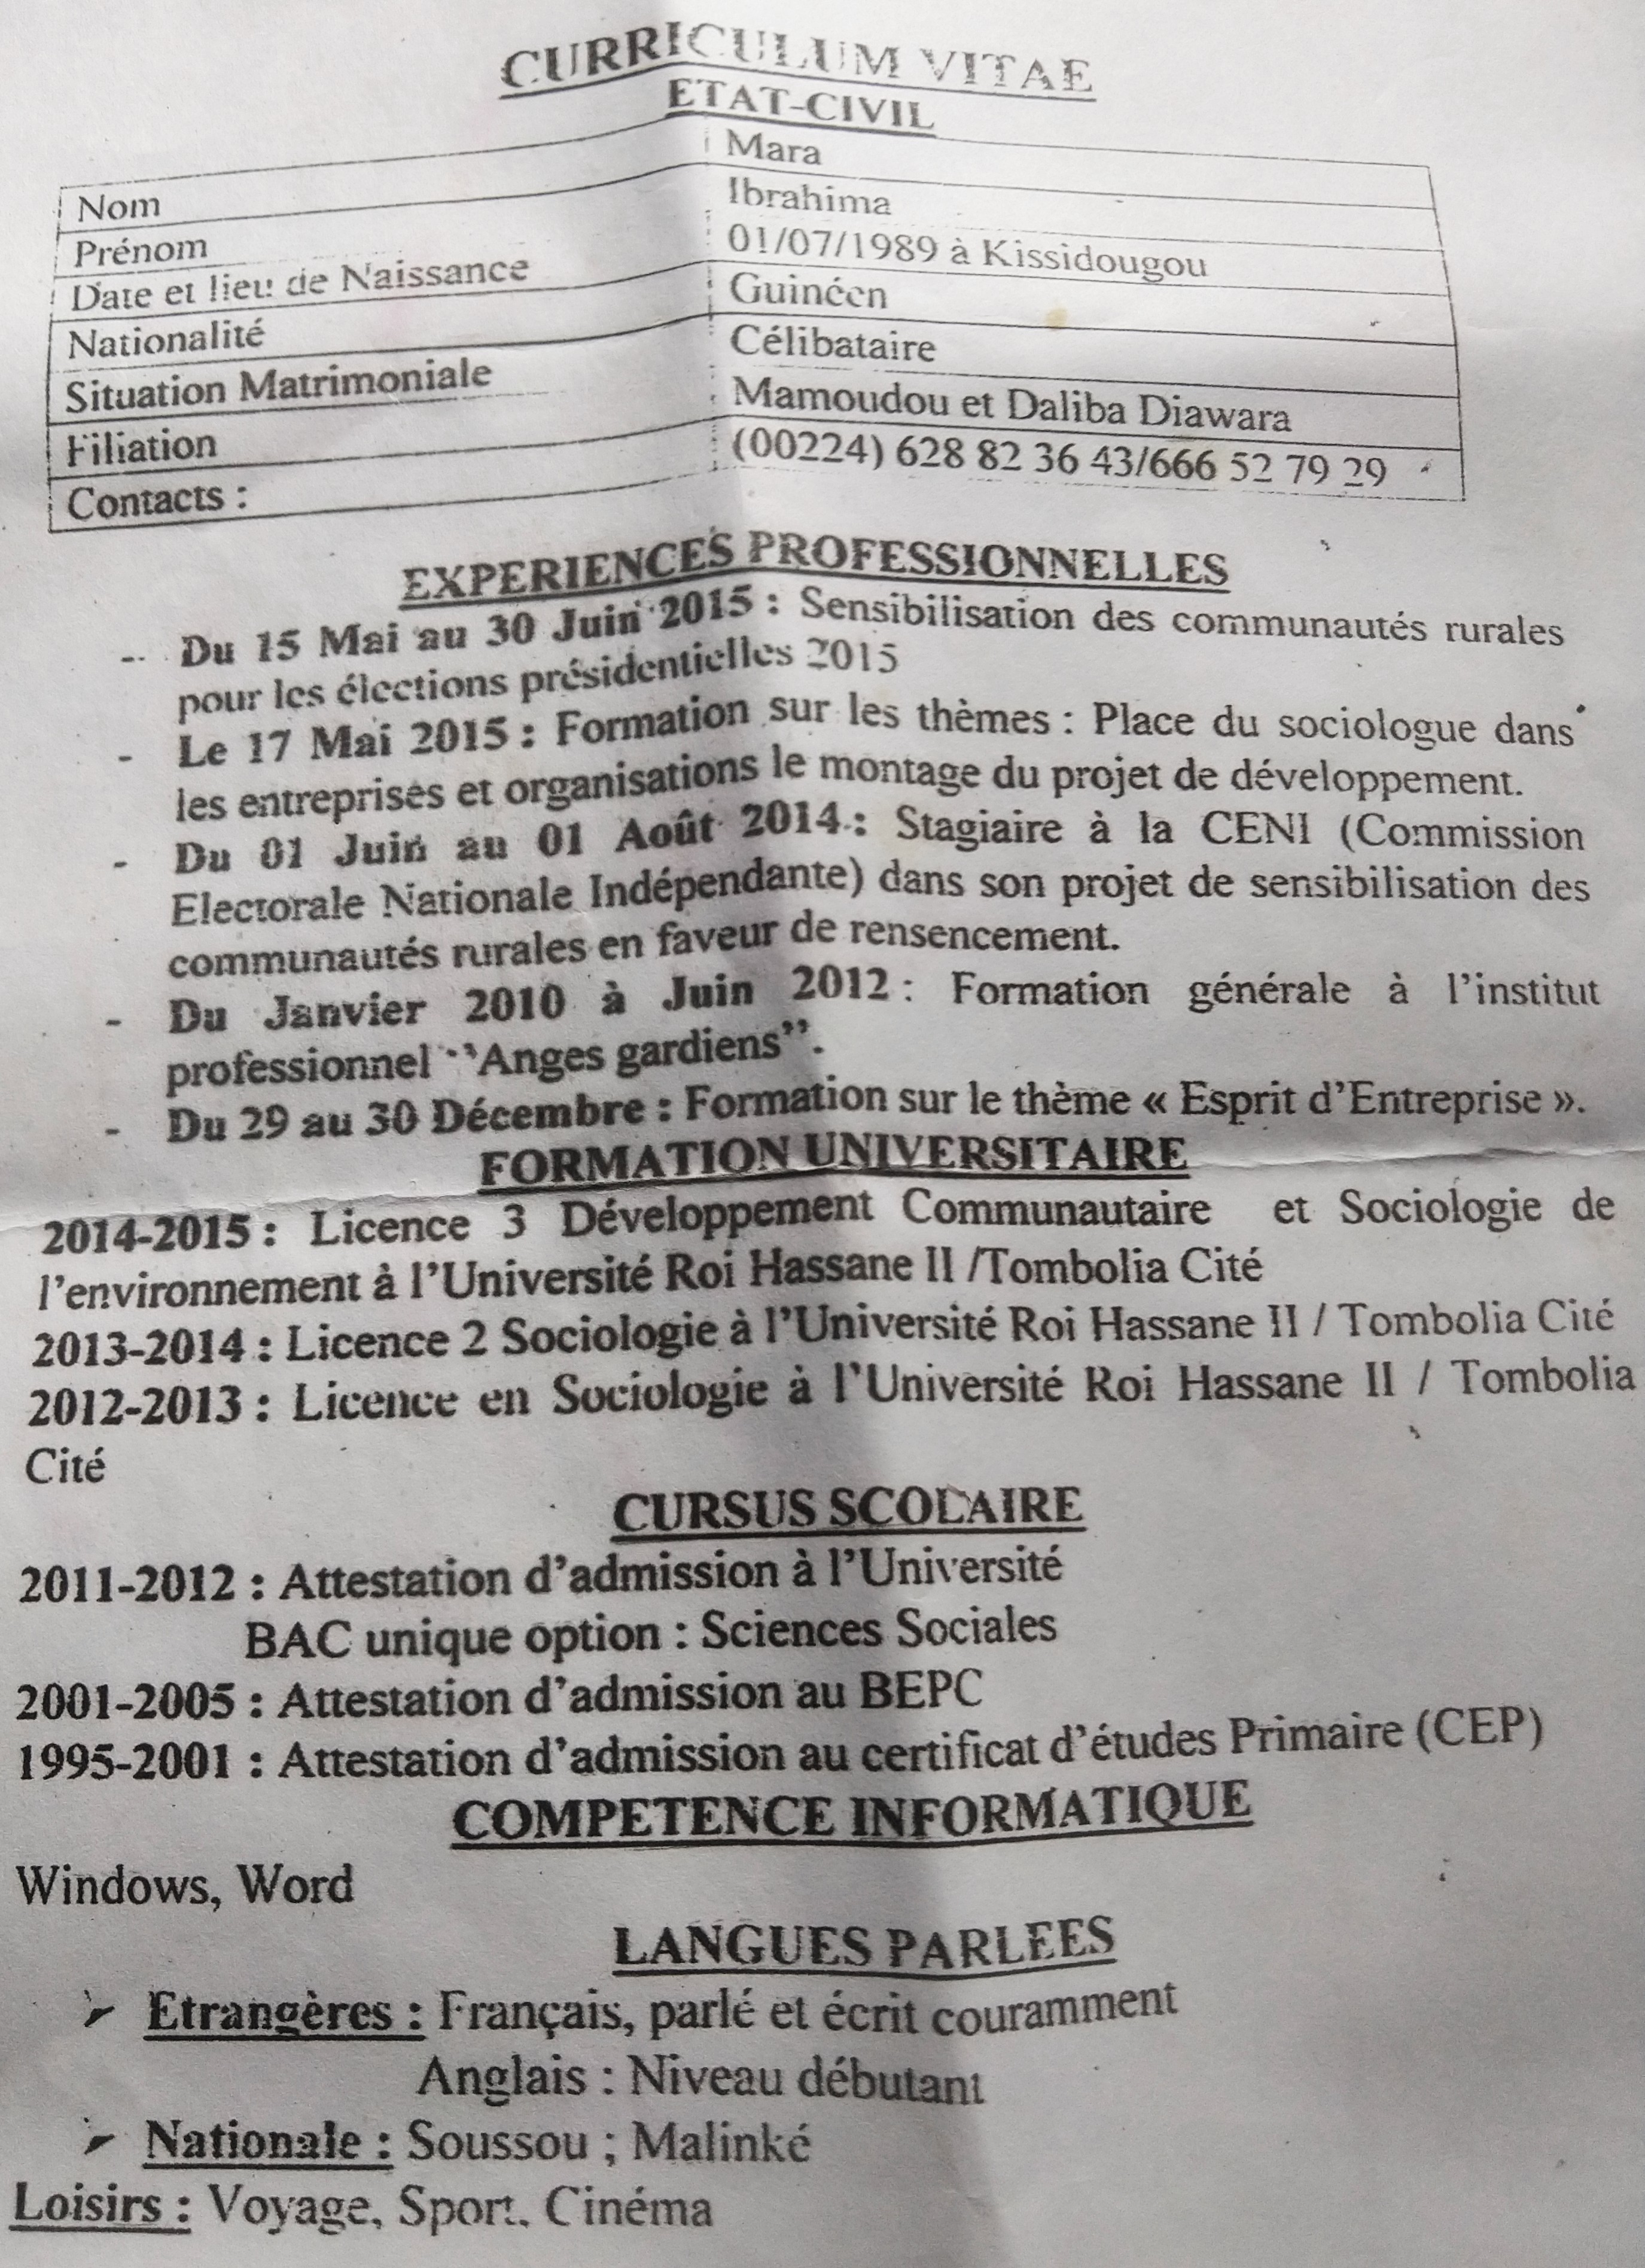 CURRICULUM VITAE
ETAT-CIVIL
Nom Mara
Prénom Ibrahima
Date et lieu de Naissance 01/07/1989 à Kissidougou
Nationalité Guinéen
Situation Matrimoniale Célibataire
Filiation Mamoudou et Daliba Diawara
Contacts : (00224) 628 82 36 43/666 52 79 29
EXPERIENCES PROFESSIONNELLES
- Du 15 Mai au 30 Juin 2015 : Sensibilisation des communautés rurales
pour les élections présidentielles 2015
- Le 17 Mai 2015 : Formation sur les thèmes : Place du sociologue dans
les entreprises et organisations le montage du projet de développement.
- Du 01 Juin au 01 Août 2014 : Stagiaire à la CENI (Commission
Electorale Nationale Indépendante) dans son projet de sensibilisation des
communautés rurales en faveur de rensencement.
- Du Janvier 2010 à Juin 2012 : Formation générale à l'institut
professionnel ‘‘Anges gardiens’’.
- Du 29 au 30 Décembre : Formation sur le thème « Esprit d'Entreprise ».
FORMATION UNIVERSITAIRE
2014-2015 : Licence 3 Développement Communautaire et Sociologie de
l'environnement à l'Université Roi Hassane II /Tombolia Cité
2013-2014 : Licence 2 Sociologie à l'Université Roi Hassane II / Tombolia Cité
2012-2013 : Licence en Sociologie à l'Université Roi Hassane II / Tombolia
Cité
CURSUS SCOLAIRE
2011-2012 : Attestation d'admission à l'Université
BAC unique option : Sciences Sociales
2001-2005 : Attestation d'admission au BEPC
1995-2001 : Attestation d'admission au certificat d'études Primaire (CEP)
COMPETENCE INFORMATIQUE
Windows, Word
LANGUES PARLEES
➢ Etrangères : Français, parlé et écrit couramment
Anglais : Niveau débutant
➢ Nationale : Soussou ; Malinké
Loisirs : Voyage, Sport, Cinéma